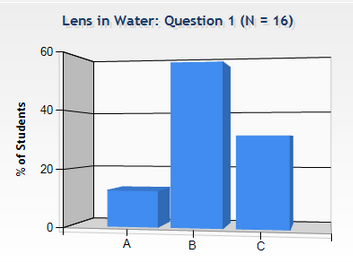 Lens in Water: Question 1 (N = 16)
% of Students
60
40
20
0
A
B
C